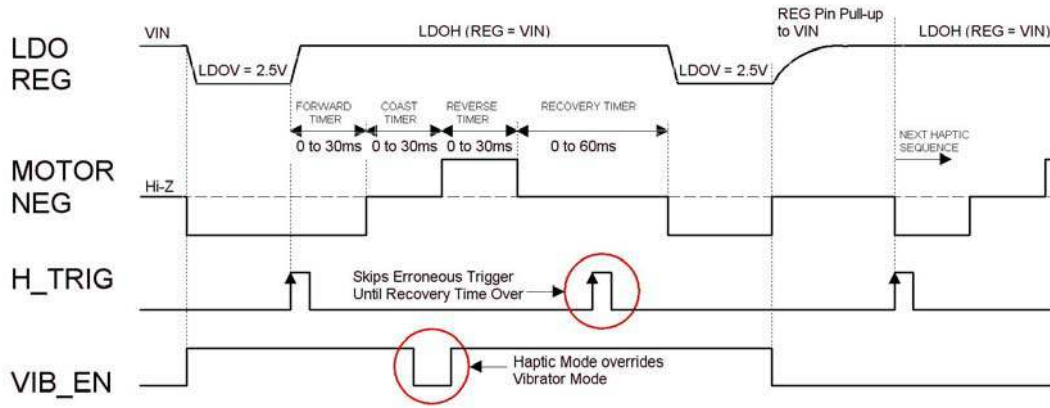 REG Pin Pull-up
to VIN
VIN
LDOH (REG = VIN)
LDOH (REG = VIN)
LDO
REG
LDOV = 2.5V
LDOV = 2.5V
FORWARD
TIMER
COAST
TIMER
REVERSE
TIMER
RECOVERY TIMER
0 to 30ms
0 to 30ms
0 to 30ms
0 to 60ms
NEXT HAPTIC
SEQUENCE
MOTOR
NEG
Hi-Z
H_TRIG
Skips Erroneous Trigger
Until Recovery Time Over
VIB_EN
Haptic Mode overrides
Vibrator Mode